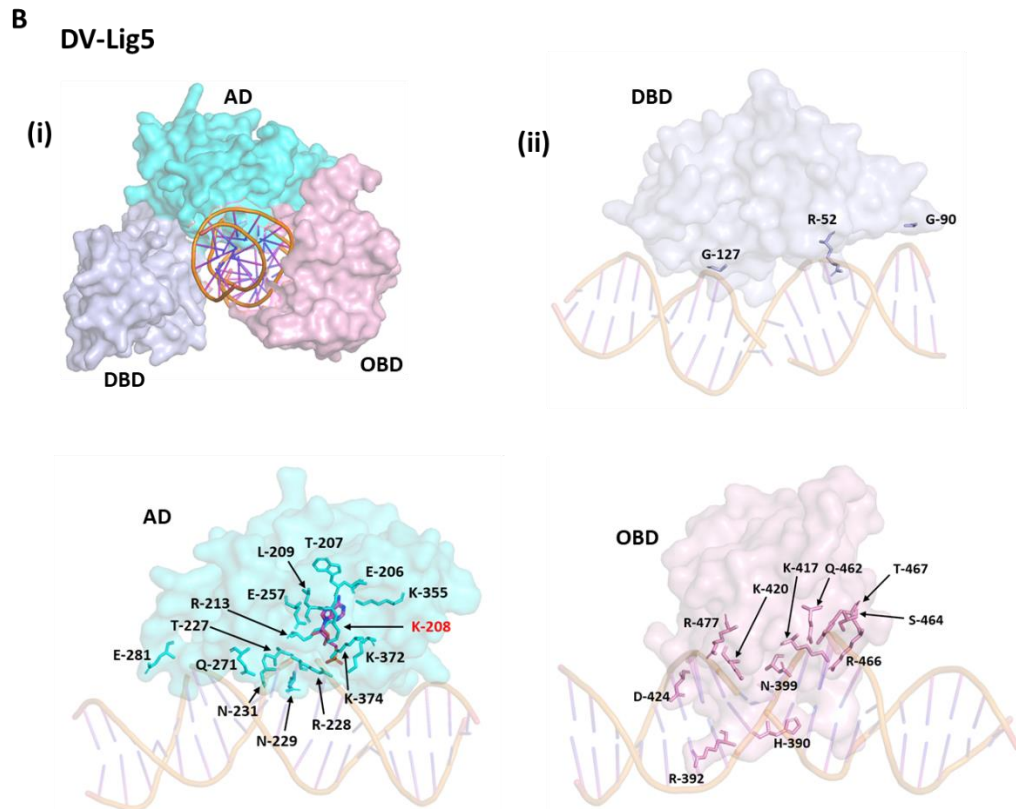 B
DV-Lig5
(i)
AD
DBD
OBD
(ii)
DBD
R-52
G-90
G-127
AD
T-207
L-209
E-206
E-257
K-355
R-213
K-208
T-227
K-372
E-281
Q-271
K-374
N-231
R-228
N-229
OBD
K-417
Q-462
T-467
K-420
S-464
R-477
R-466
N-399
D-424
H-390
R-392